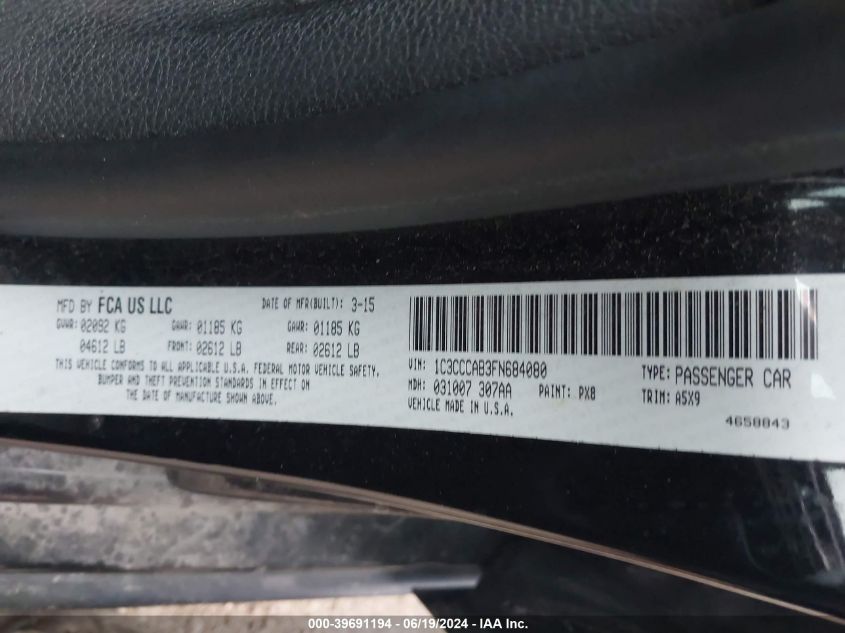 MFD BY FCA US LLC DATE OF MFR(BUILT): 3-15
GVWR: 02092 KG GAWR: 01185 KG GAWR: 01185 KG
04612 LB FRONT: 02612 LB REAR: 02612 LB
THIS VEHICLE CONFORMS TO ALL APPLICABLE U.S.A. FEDERAL MOTOR VEHICLE SAFETY,
BUMPER AND THEFT PREVENTION STANDARDS IN EFFECT ON
THE DATE OF MANUFACTURE SHOWN ABOVE.
VIN: 1C3CCCAB3FN684080 TYPE: PASSENGER CAR
MDH: 031007 307AA PAINT: PX8 TRIM: A5X9
VEHICLE MADE IN U.S.A.
4658843
000-39691194 - 06/19/2024 - IAA Inc.